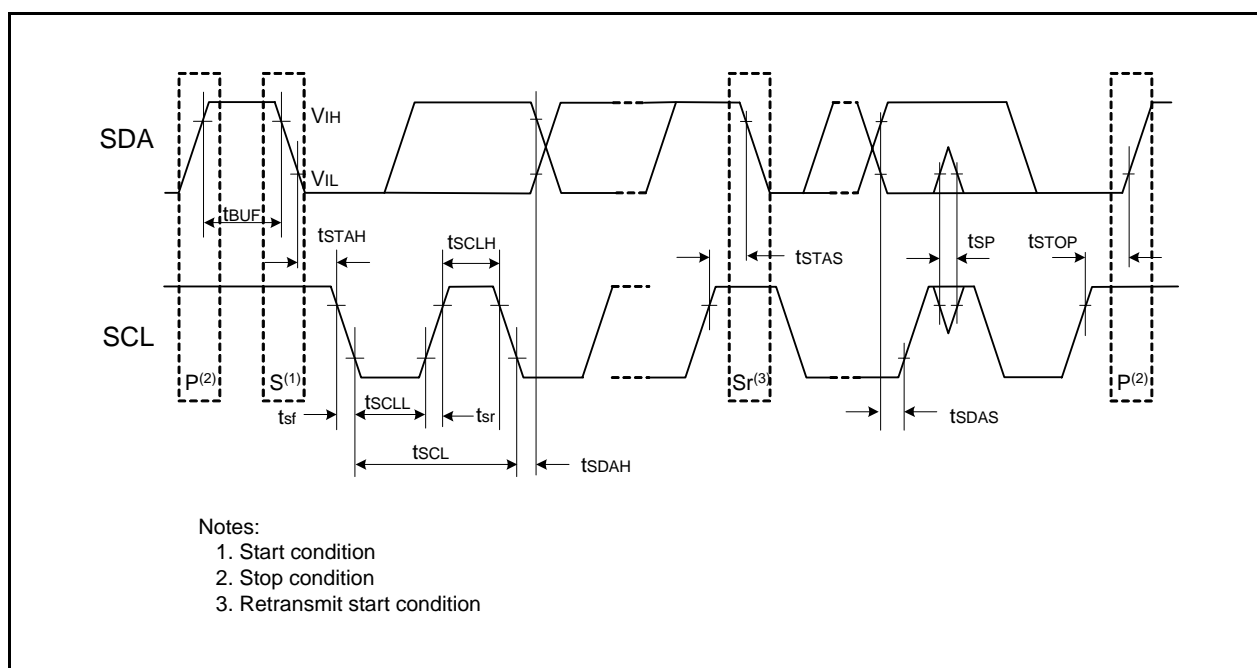 SDA
VIH
VIL
tBUF
tSTAH
tSCLH
tSTAS
tSP
tSTOP
SCL
P(2)
S(1)
Sr(3)
P(2)
tsf
tSCLL
tsr
tSDAS
tSCL
tSDAH
Notes:
1. Start condition
2. Stop condition
3. Retransmit start condition